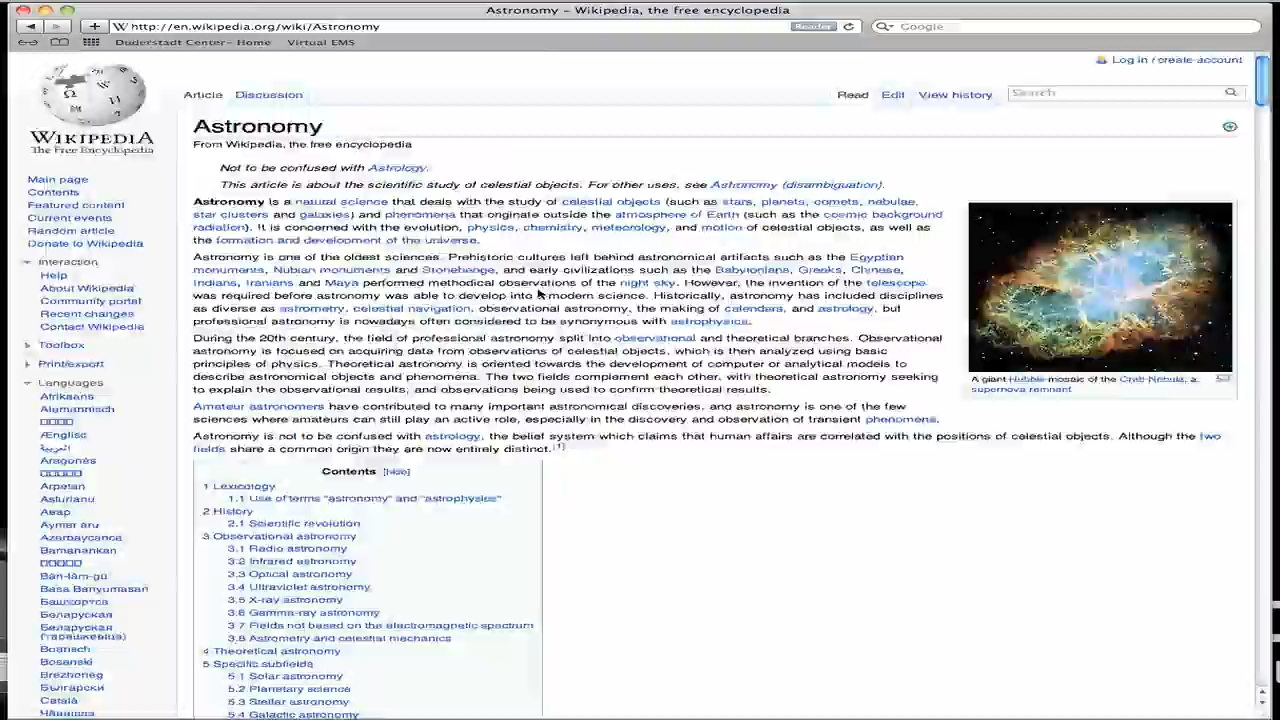 Astronomy – Wikipedia, the free encyclopedia
http://en.wikipedia.org/wiki/Astronomy
Reader
Google
Duderstadt Center– Home
Virtual EMS
Log in / create account
WIKIPEDIA
The Free Encyclopedia
Article
Discussion
Read
Edit
View history
Search
Main page
Contents
Featured content
Current events
Random article
Donate to Wikipedia
Interaction
Help
About Wikipedia
Community portal
Recent changes
Contact Wikipedia
Toolbox
Print/export
Languages
Afrikaans
Alemannisch
Ænglisc
العربية
Aragonés
Arpetan
Asturianu
Авар
Aymar aru
Azərbaycanca
Bamanankan
Bân-lâm-gú
Basa Banyumasan
Башҡортса
Беларуская
Беларуская
(тарашкевіца)
Boarisch
Bosanski
Brezhoneg
Български
Català
Чӑвашла
Astronomy
From Wikipedia, the free encyclopedia
Not to be confused with Astrology.
This article is about the scientific study of celestial objects. For other uses, see Astronomy (disambiguation).
Astronomy is a natural science that deals with the study of celestial objects (such as stars, planets, comets, nebulae,
star clusters and galaxies) and phenomena that originate outside the atmosphere of Earth (such as the cosmic background
radiation). It is concerned with the evolution, physics, chemistry, meteorology, and motion of celestial objects, as well as
the formation and development of the universe.
Astronomy is one of the oldest sciences. Prehistoric cultures left behind astronomical artifacts such as the Egyptian
monuments, Nubian monuments and Stonehenge, and early civilizations such as the Babylonians, Greeks, Chinese,
Indians, Iranians and Maya performed methodical observations of the night sky. However, the invention of the telescope
was required before astronomy was able to develop into a modern science. Historically, astronomy has included disciplines
as diverse as astrometry, celestial navigation, observational astronomy, the making of calendars, and astrology, but
professional astronomy is nowadays often considered to be synonymous with astrophysics.
During the 20th century, the field of professional astronomy split into observational and theoretical branches. Observational
astronomy is focused on acquiring data from observations of celestial objects, which is then analyzed using basic
principles of physics. Theoretical astronomy is oriented towards the development of computer or analytical models to
describe astronomical objects and phenomena. The two fields complement each other, with theoretical astronomy seeking
to explain the observational results, and observations being used to confirm theoretical results.
Amateur astronomers have contributed to many important astronomical discoveries, and astronomy is one of the few
sciences where amateurs can still play an active role, especially in the discovery and observation of transient phenomena.
Astronomy is not to be confused with astrology, the belief system which claims that human affairs are correlated with the positions of celestial objects. Although the two
fields share a common origin they are now entirely distinct.[1]
A giant Hubble mosaic of the Crab Nebula, a
supernova remnant
Contents [hide]
1 Lexicology
1.1 Use of terms "astronomy" and "astrophysics"
2 History
2.1 Scientific revolution
3 Observational astronomy
3.1 Radio astronomy
3.2 Infrared astronomy
3.3 Optical astronomy
3.4 Ultraviolet astronomy
3.5 X-ray astronomy
3.6 Gamma-ray astronomy
3.7 Fields not based on the electromagnetic spectrum
3.8 Astrometry and celestial mechanics
4 Theoretical astronomy
5 Specific subfields
5.1 Solar astronomy
5.2 Planetary science
5.3 Stellar astronomy
5.4 Galactic astronomy